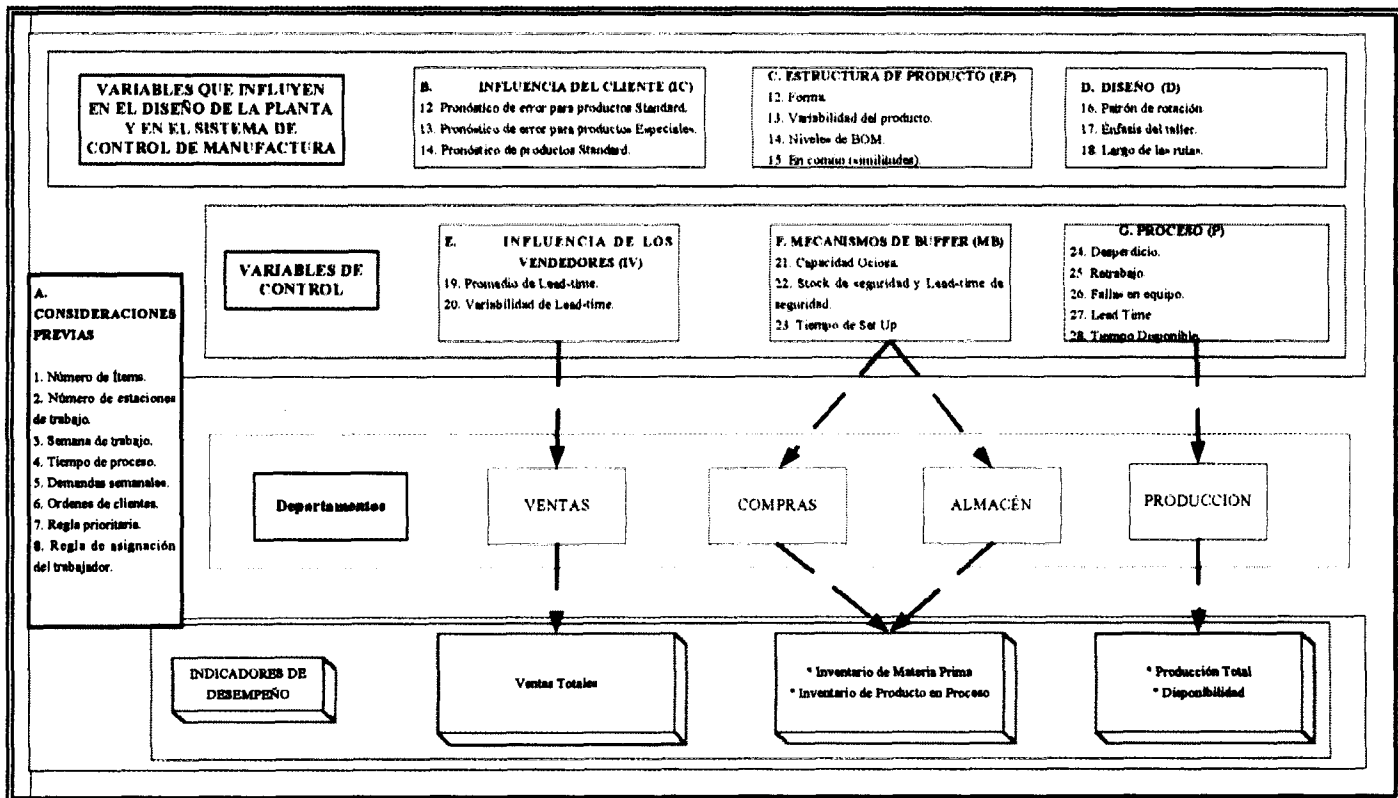 VARIABLES QUE INFLUYEN
EN EL DISEÑO DE LA PLANTA
Y EN EL SISTEMA DE
CONTROL DE MANUFACTURA
B. INFLUENCIA DEL CLIENTE (IC)
12 Pronóstico de error para productos Standard.
13. Pronóstico de error para productos Especiales.
14. Pronóstico de productos Standard.
C. ESTRUCTURA DE PRODUCTO (EP)
12. Forma.
13. Variabilidad del producto.
14. Niveles de BOM.
15. En común (similitudes).
D. DISEÑO (D)
16. Patrón de rotación
17. Énfasis del taller.
18. Largo de las rutas.
VARIABLES DE
CONTROL
E. INFLUENCIA DE LOS
VENDEDORES (IV)
19. Promedio de Lead-time.
20. Variabilidad de Lead-time.
F. MECANISMOS DE BUFFER (MB)
21. Capacidad Ociosa.
22. Stock de seguridad y Lead-time de
seguridad.
23. Tiempo de Set Up
G. PROCESO (P)
24. Desperdicio.
25. Retrabajo.
26. Fallas en equipo.
27. Lead Time
28. Tiempo Disponible
A.
CONSIDERACIONES
PREVIAS
1. Número de Ítems.
2. Número de estaciones
de trabajo.
3. Semana de trabajo.
4. Tiempo de proceso.
5. Demandas semanales.
6. Ordenes de clientes.
7. Regla prioritaria.
8. Regla de asignación
del trabajador.
Departamentos
VENTAS
COMPRAS
ALMACÉN
PRODUCCION
INDICADORES DE
DESEMPEÑO
Ventas Totales
* Inventario de Materia Prima
* Inventario de Producto en Proceso
* Producción Total
* Disponibilidad